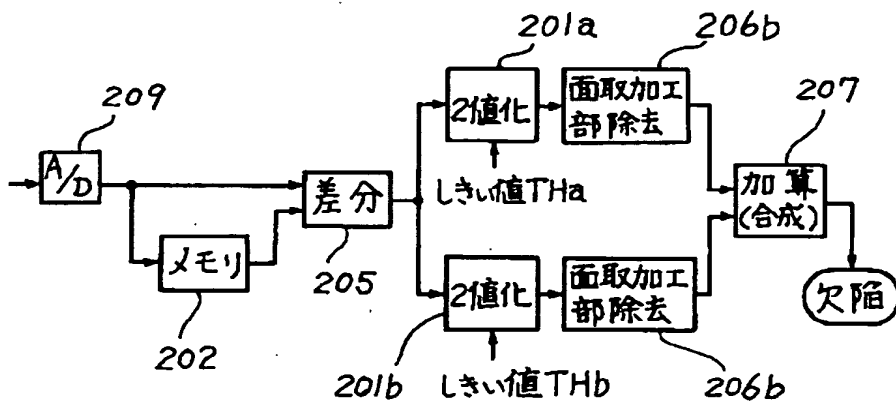 201a
206b
209
2値化
面取加工
部除去
207
A/D
しきい値THa
加算
(合成)
差分
メモリ
205
2値化
面取加工
部除去
欠陥
202
201b
しきい値THb
206b